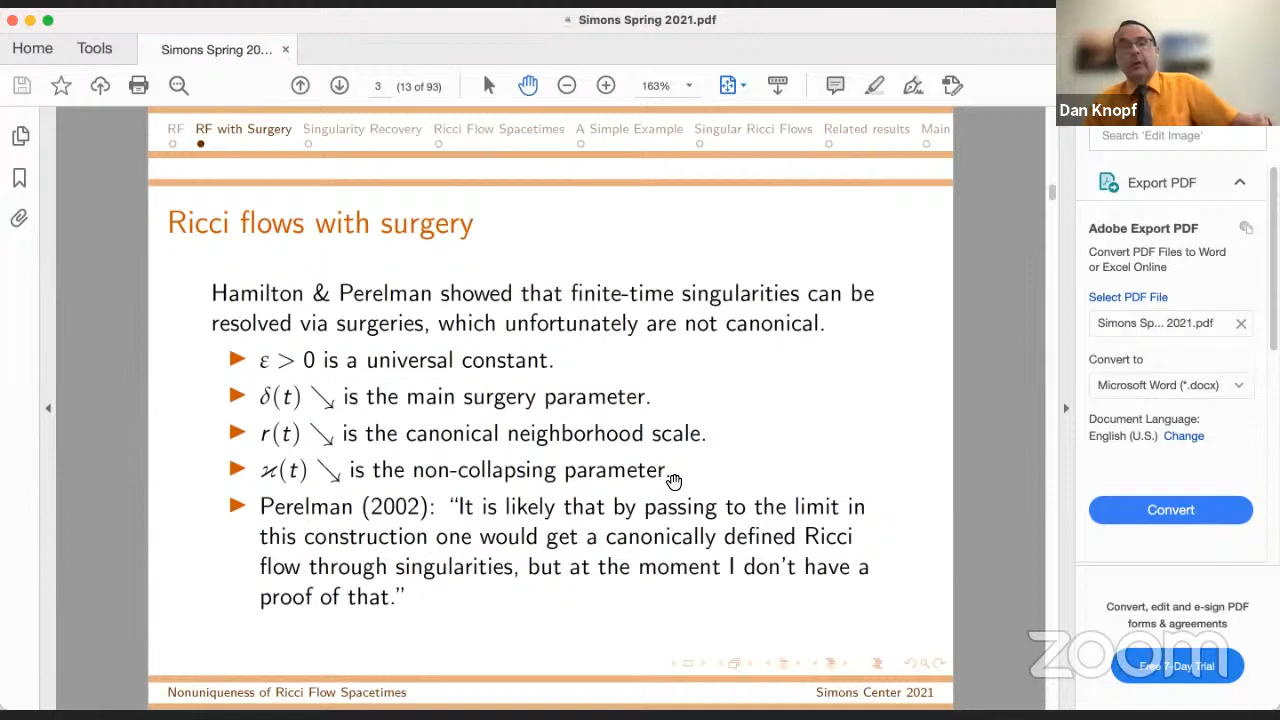 Simons Spring 2021.pdf
Home
Tools
Simons Spring 20... ×
3 (13 of 93)
163%
Dan Knopf
Search 'Edit Image'
RF RF with Surgery Singularity Recovery Ricci Flow Spacetimes A Simple Example Singular Ricci Flows Related results Main
Ricci flows with surgery
Hamilton & Perelman showed that finite-time singularities can be
resolved via surgeries, which unfortunately are not canonical.
▶ ε > 0 is a universal constant.
▶ δ(t) ↘ is the main surgery parameter.
▶ r(t) ↘ is the canonical neighborhood scale.
▶ ϰ(t) ↘ is the non-collapsing parameter
▶ Perelman (2002): “It is likely that by passing to the limit in
this construction one would get a canonically defined Ricci
flow through singularities, but at the moment I don’t have a
proof of that.”
Nonuniqueness of Ricci Flow Spacetimes
Simons Center 2021
Export PDF
Adobe Export PDF
Convert PDF Files to Word
or Excel Online
Select PDF File
Simons Sp... 2021.pdf
Convert to
Microsoft Word (*.docx)
Document Language:
English (U.S.) Change
Convert
Convert, edit and e-sign PDF
forms & agreements
Free 7-Day Trial
zoom